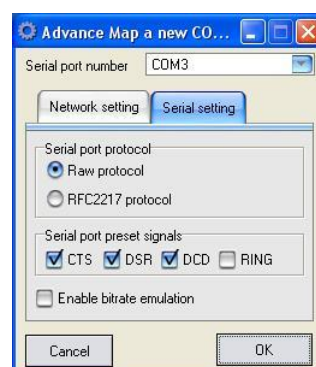 Advance Map a new CO...
Serial port number COM3
Network setting Serial setting
Serial port protocol
Raw protocol
RFC2217 protocol
Serial port preset signals
CTS DSR DCD RING
Enable bitrate emulation
Cancel OK